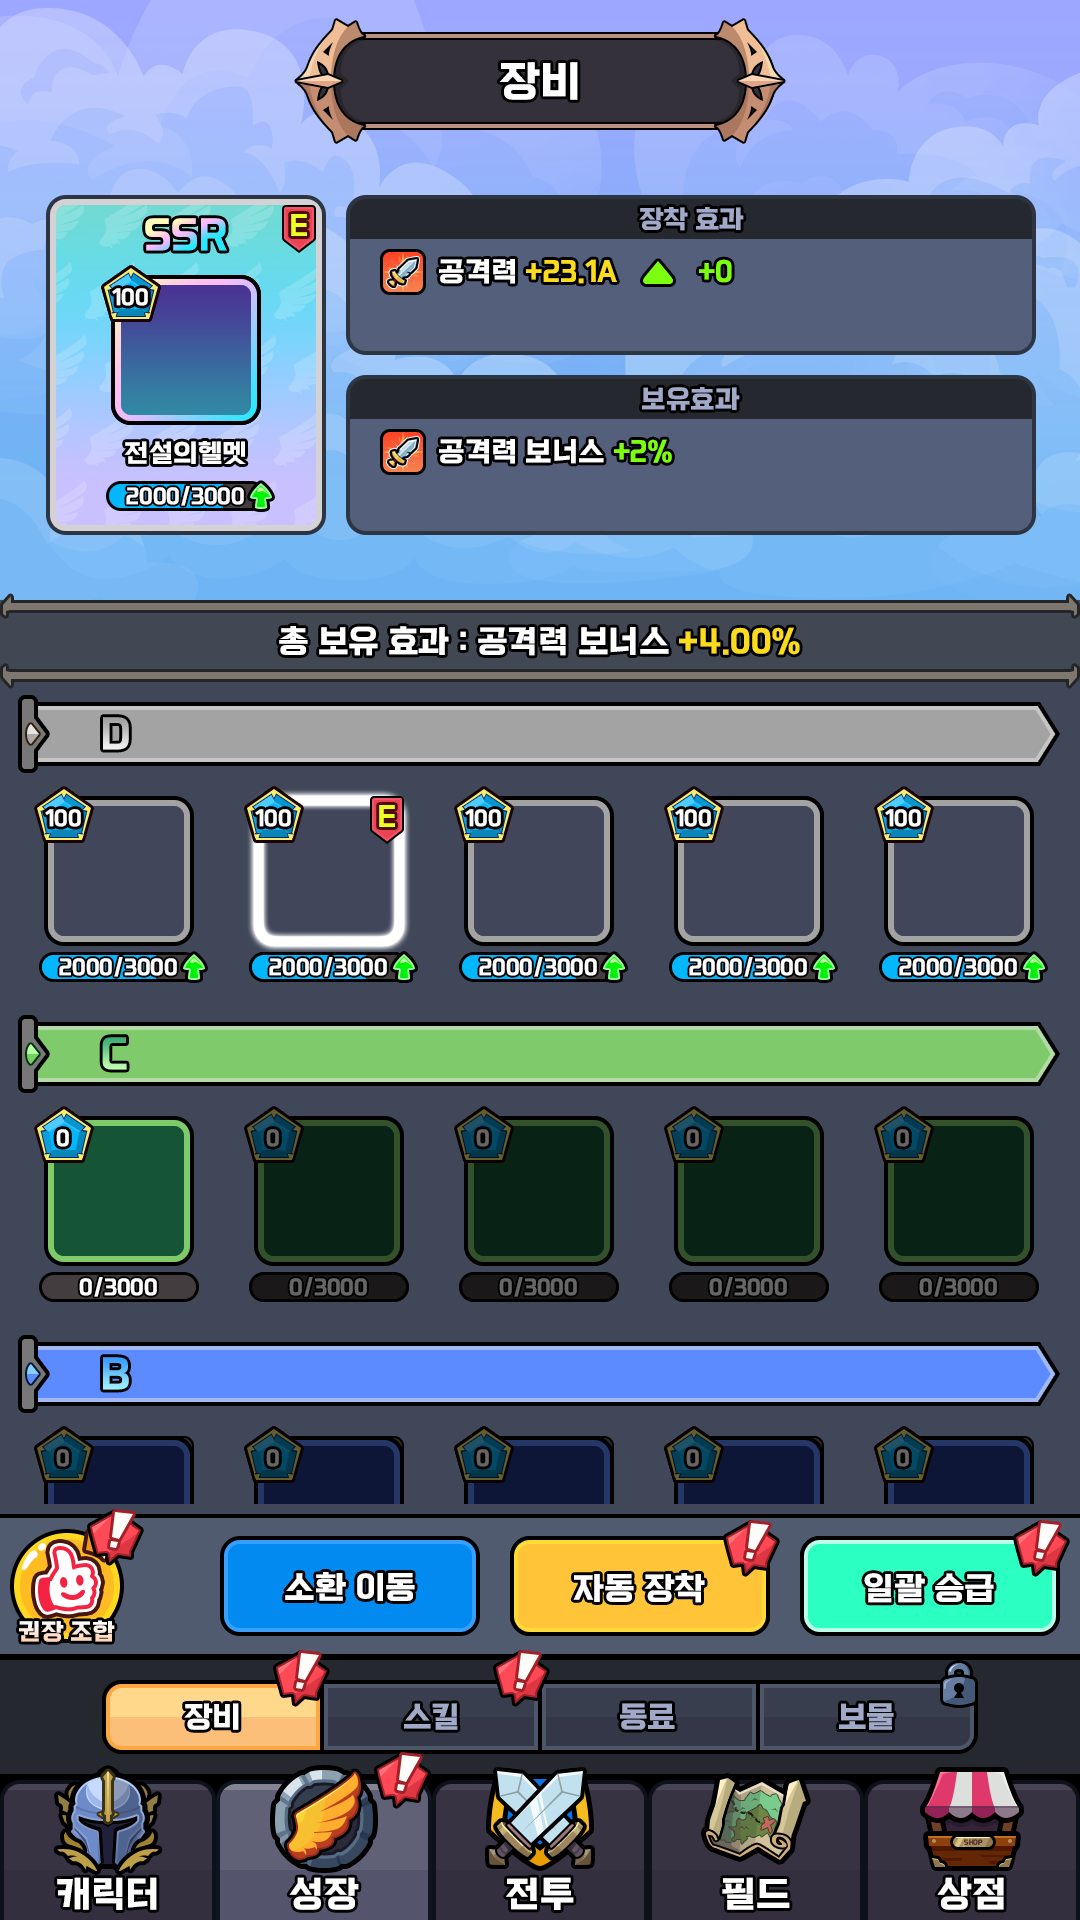 장비
SSR
E
100
전설의헬멧
2000/3000
장착 효과
공격력 +23.1A +0
보유효과
공격력 보너스 +2%
총 보유 효과 : 공격력 보너스 +4.00%
D
100 100 E 100 100 100
2000/3000 2000/3000 2000/3000 2000/3000 2000/3000
C
0 0 0 0 0
0/3000 0/3000 0/3000 0/3000 0/3000
B
0 0 0 0 0
권장 조합
소환 이동 자동 장착 일괄 승급
장비 스킬 동료 보물
SHOP
캐릭터 성장 전투 필드 상점